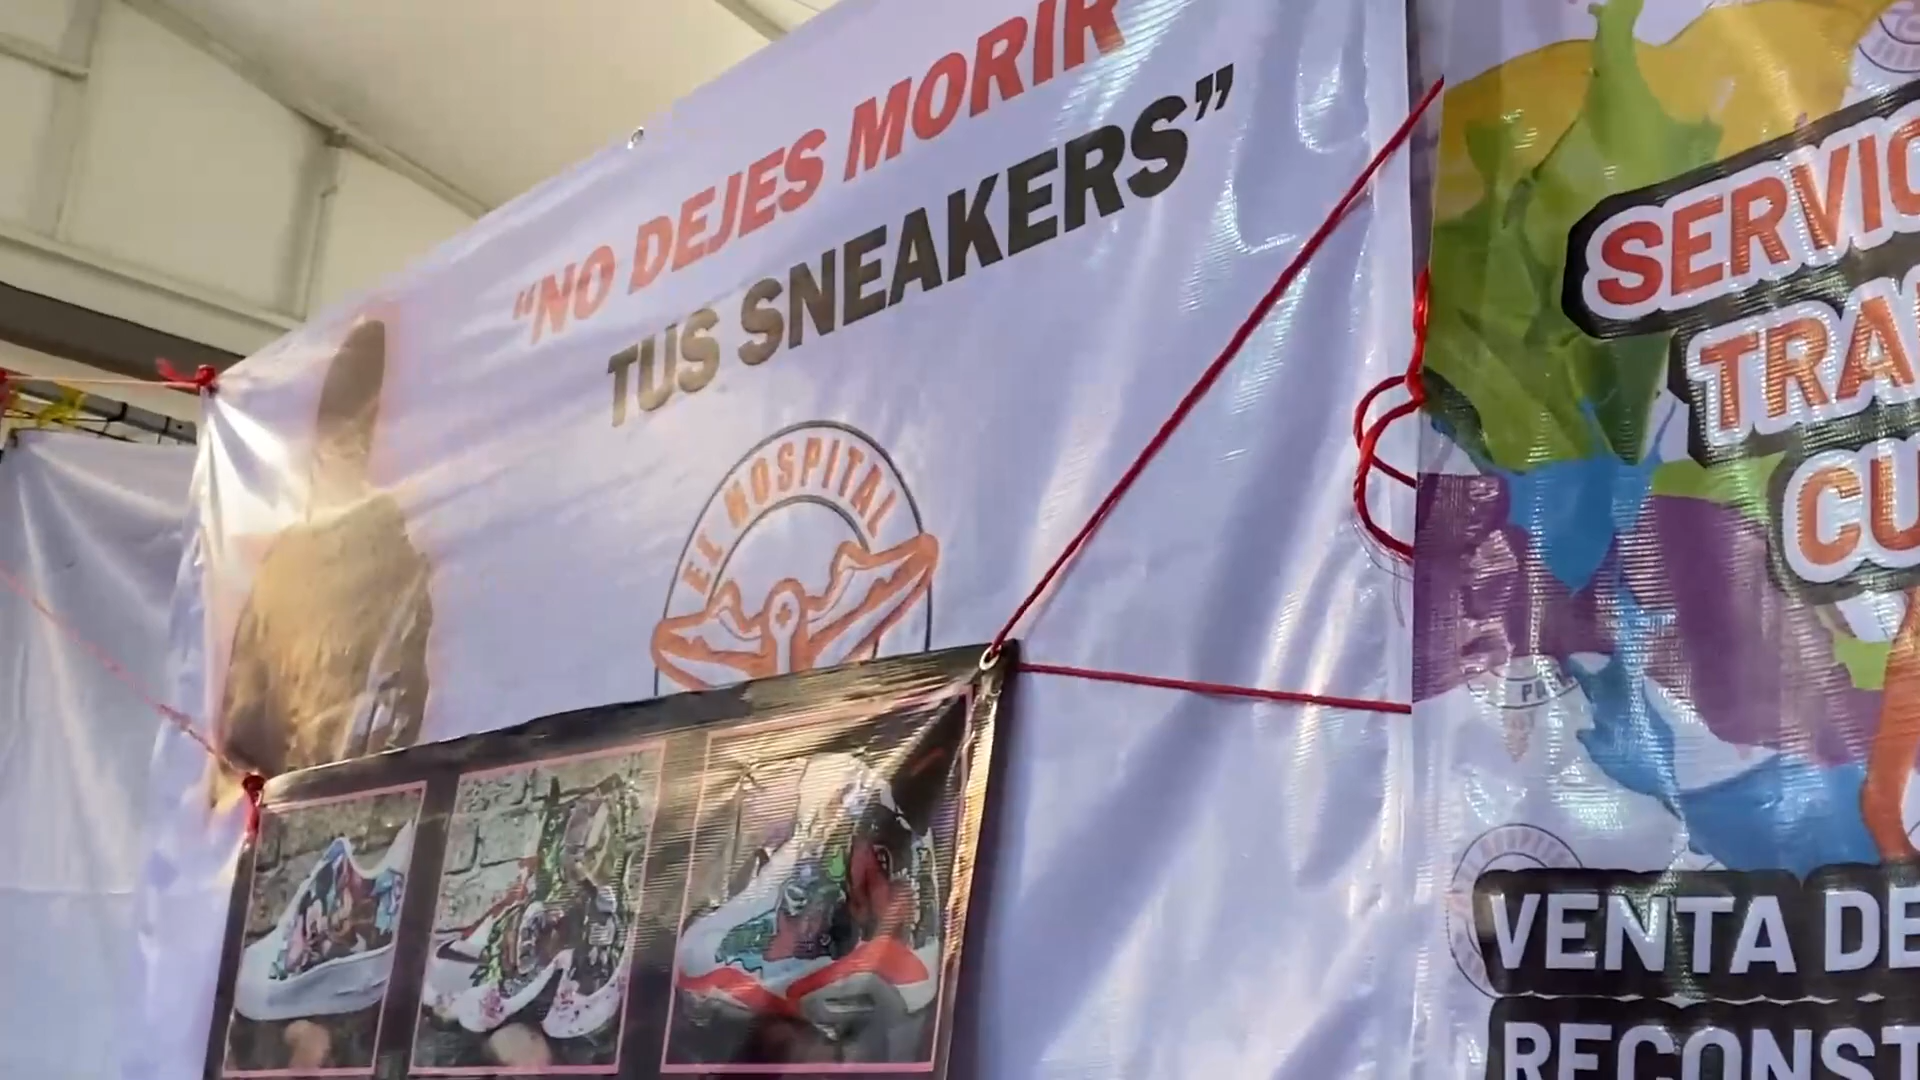 “NO DEJES MORIR
TUS SNEAKERS”
EL HOSPITAL
SERVIC
TRA
CU
VENTA DE
RECONST